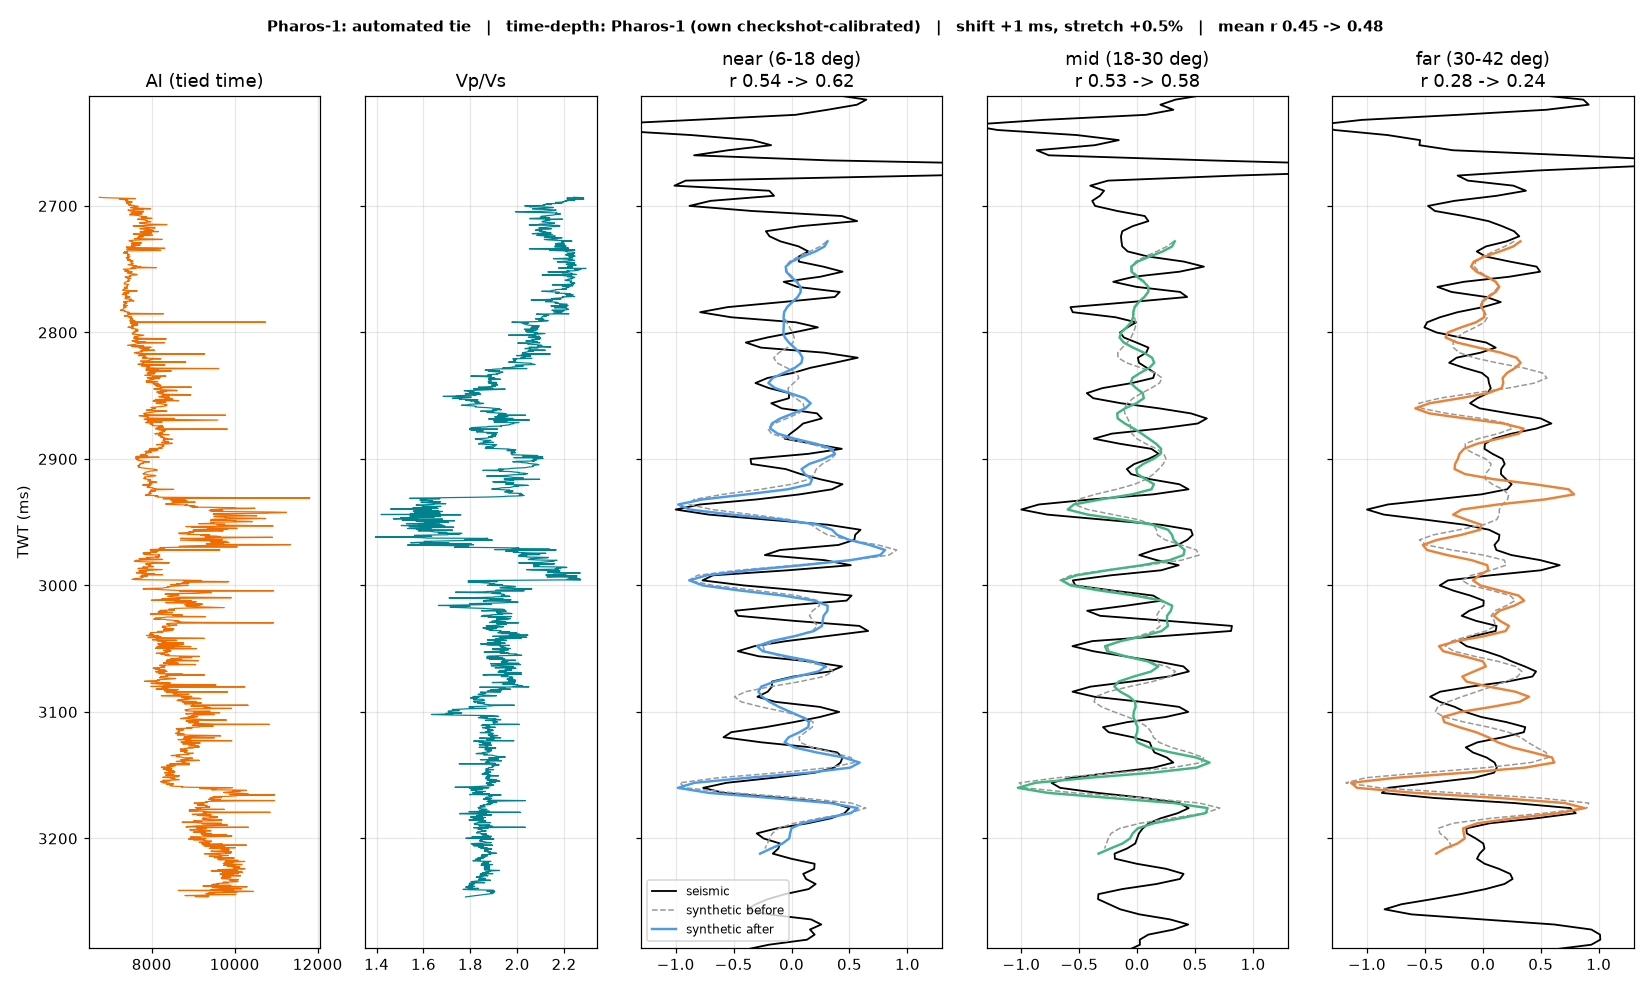 Pharos-1: automated tie | time-depth: Pharos-1 (own checkshot-calibrated) | shift +1 ms, stretch +0.5% | mean r 0.45 -> 0.48
AI (tied time)
Vp/Vs
near (6-18 deg)
r 0.54 -> 0.62
mid (18-30 deg)
r 0.53 -> 0.58
far (30-42 deg)
r 0.28 -> 0.24
TWT (ms)
2700
2800
2900
3000
3100
3200
seismic
synthetic before
synthetic after
8000 10000 12000
1.4 1.6 1.8 2.0 2.2
−1.0 −0.5 0.0 0.5 1.0
−1.0 −0.5 0.0 0.5 1.0
−1.0 −0.5 0.0 0.5 1.0